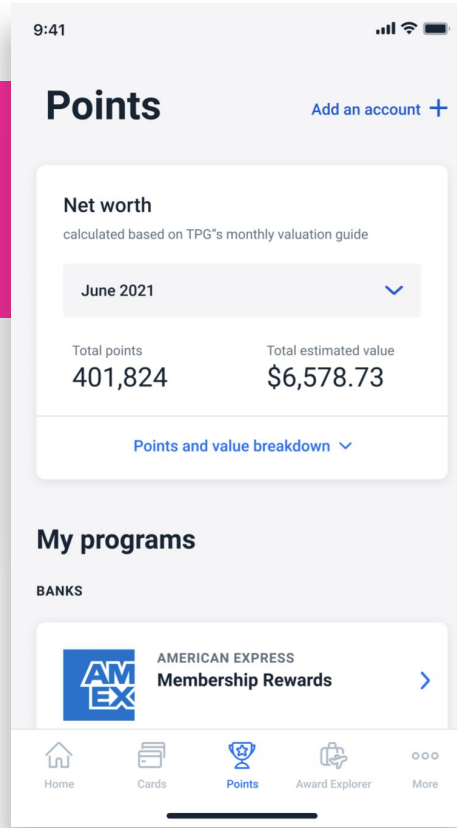 9:41
Points
Add an account +
Net worth
calculated based on TPG"s monthly valuation guide
June 2021
Total points
Total estimated value
401,824
$6,578.73
Points and value breakdown
My programs
BANKS
AM
EX
AMERICAN EXPRESS
Membership Rewards
Home
Cards
Points
Award Explorer
More